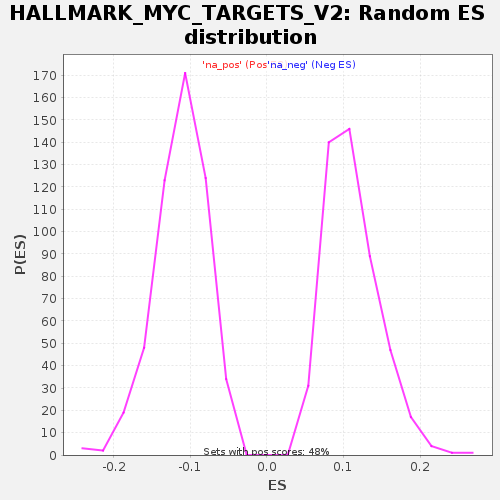 HALLMARK_MYC_TARGETS_V2: Random ES
distribution
'na_pos' (Pos 'na_neg' (Neg ES)
P(ES)
170
160
150
140
130
120
110
100
90
80
70
60
50
40
30
20
10
0
Sets with pos scores: 48%
-0.2 -0.1 0.0 0.1 0.2
ES